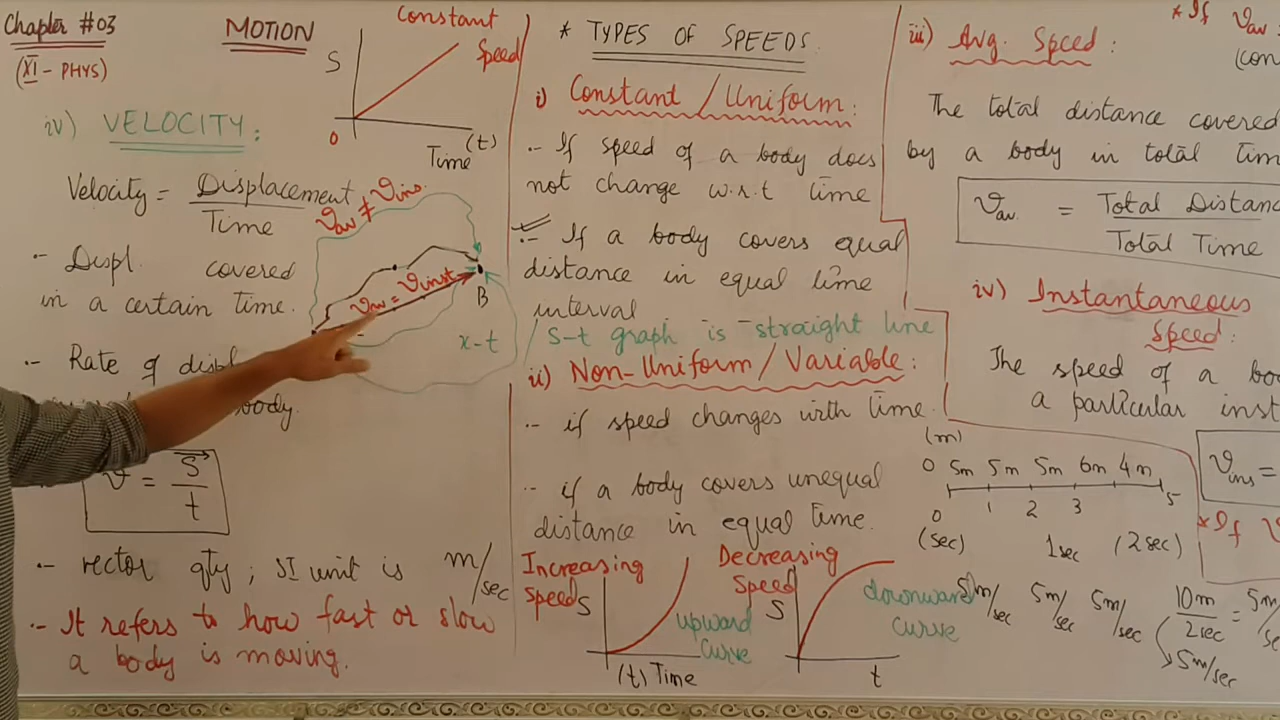 Chapter #03
(XI - PHYS)
MOTION
Constant
Speed
S
0
Time (t)
iv) VELOCITY:
Velocity = Displacement
Time
Vav ≠ Vins.
Vav = Vinst
B
x-t
- Displ. covered
in a certain time.
- Rate of displ
body.
V = S
t
- vector qty; SI unit is m/sec
- It refers to how fast or slow
a body is moving.
* TYPES OF SPEEDS.
i) Constant / Uniform:
- If speed of a body does
not change w.r.t time
- If a body covers equal
distance in equal time
interval
/ S-t graph is straight line
ii) Non-Uniform / Variable:
- if speed changes with time.
- if a body covers unequal
distance in equal time.
Increasing
Speed
S
upward
curve
(t) Time
Decreasing
Speed
S
downward
curve
t
* If Vav =
(con
iii) Avg. Speed:
The total distance covered
by a body in total tim
Vav. = Total Distan
Total Time
iv) Instantaneous
Speed:
The speed of a bo
a particular inst
Vins =
* If V
(m)
0 5m 5m 5m 6m 4m
0 1 2 3 5
(sec) 1sec (2sec)
5m/sec 5m/sec 5m/sec 10m/2sec = 5m/sec
5m/sec